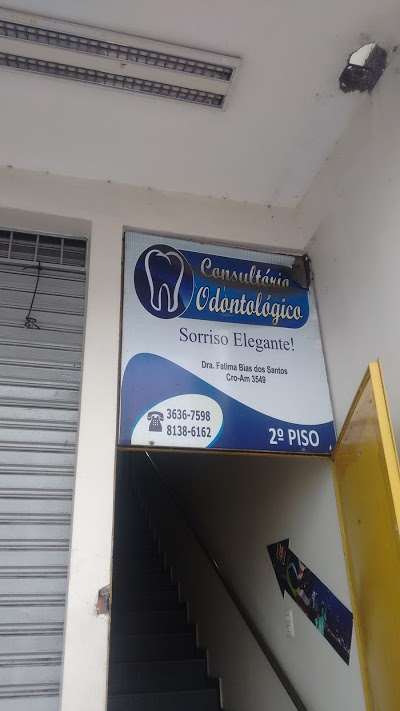 Consultório
Odontológico
Sorriso Elegante!
Dra. Fatima Bias dos Santos
Cro-Am 3549
3636-7598
8138-6162
2º PISO